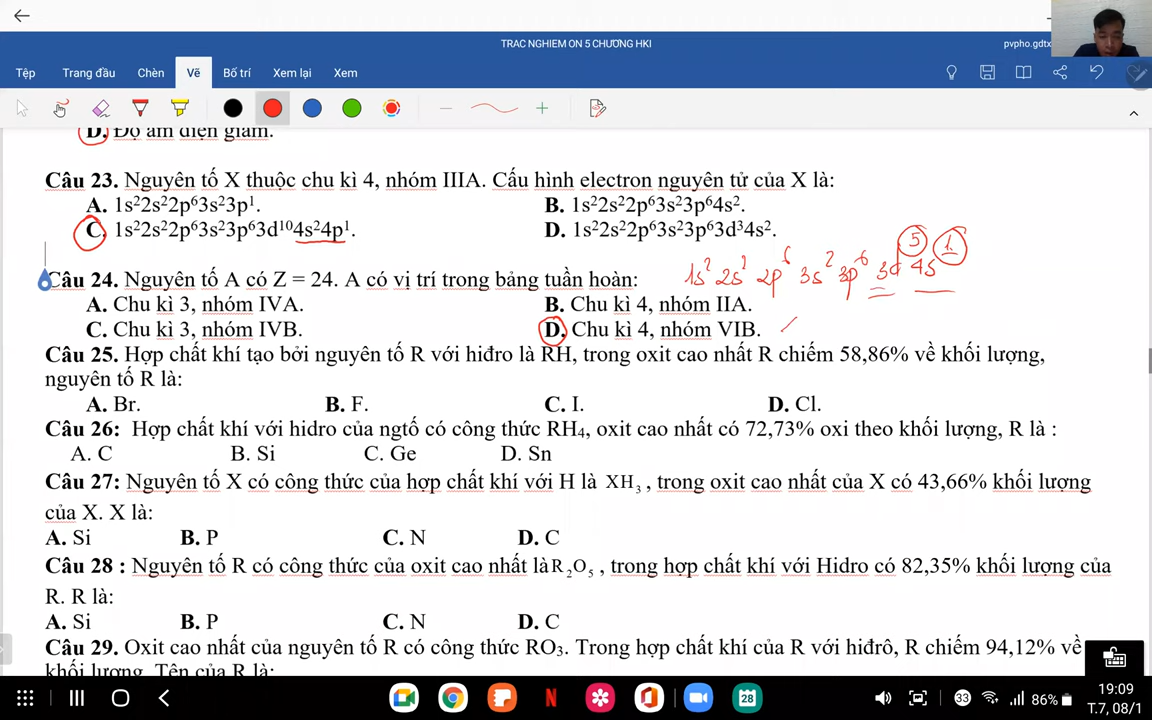 TRAC NGHIEM ON 5 CHUONG HKI
pvpho.gdtx
Tệp Trang đầu Chèn Vẽ Bố trí Xem lại Xem
D. Độ âm điện giảm.
Câu 23. Nguyên tố X thuộc chu kì 4, nhóm IIIA. Cấu hình electron nguyên tử của X là:
A. 1s²2s²2p⁶3s²3p¹. B. 1s²2s²2p⁶3s²3p⁶4s².
C. 1s²2s²2p⁶3s²3p⁶3d¹⁰4s²4p¹. D. 1s²2s²2p⁶3s²3p⁶3d³4s².
Câu 24. Nguyên tố A có Z = 24. A có vị trí trong bảng tuần hoàn:
1s² 2s² 2p⁶ 3s² 3p⁶ 3d⁵ 4s¹
A. Chu kì 3, nhóm IVA. B. Chu kì 4, nhóm IIA.
C. Chu kì 3, nhóm IVB. D. Chu kì 4, nhóm VIB.
Câu 25. Hợp chất khí tạo bởi nguyên tố R với hiđro là RH, trong oxit cao nhất R chiếm 58,86% về khối lượng,
nguyên tố R là:
A. Br. B. F. C. I. D. Cl.
Câu 26: Hợp chất khí với hidro của ngtố có công thức RH₄, oxit cao nhất có 72,73% oxi theo khối lượng, R là :
A. C B. Si C. Ge D. Sn
Câu 27: Nguyên tố X có công thức của hợp chất khí với H là XH₃, trong oxit cao nhất của X có 43,66% khối lượng
của X. X là:
A. Si B. P C. N D. C
Câu 28 : Nguyên tố R có công thức của oxit cao nhất là R₂O₅, trong hợp chất khí với Hidro có 82,35% khối lượng của
R. R là:
A. Si B. P C. N D. C
Câu 29. Oxit cao nhất của nguyên tố R có công thức RO₃. Trong hợp chất khí của R với hiđrô, R chiếm 94,12% về
khối lượng. Tên của R là:
33 86% 19:09
28 T.7, 08/1